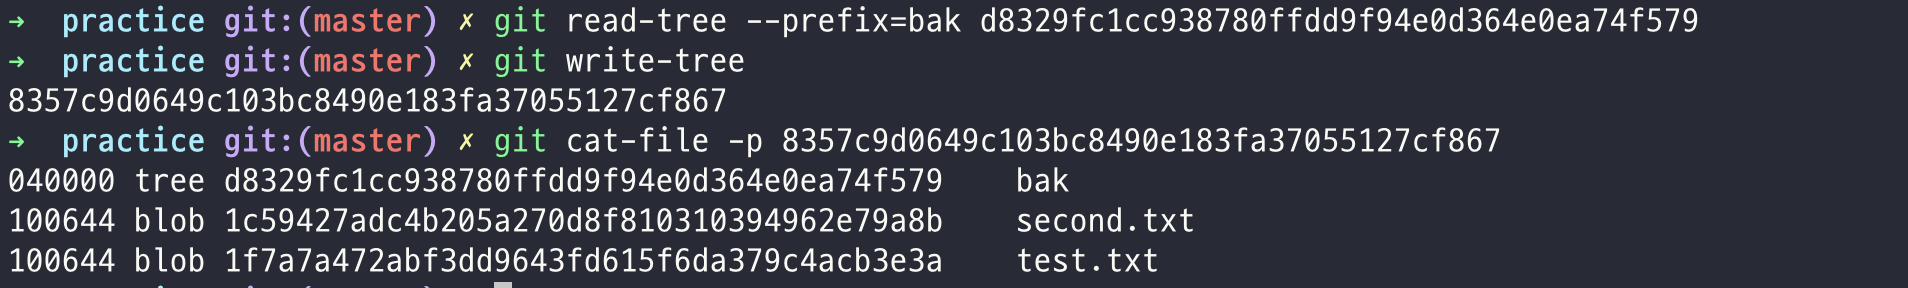 → practice git:(master) ✗ git read-tree --prefix=bak d8329fc1cc938780ffdd9f94e0d364e0ea74f579
→ practice git:(master) ✗ git write-tree
8357c9d0649c103bc8490e183fa37055127cf867
→ practice git:(master) ✗ git cat-file -p 8357c9d0649c103bc8490e183fa37055127cf867
040000 tree d8329fc1cc938780ffdd9f94e0d364e0ea74f579 bak
100644 blob 1c59427adc4b205a270d8f810310394962e79a8b second.txt
100644 blob 1f7a7a472abf3dd9643fd615f6da379c4acb3e3a test.txt